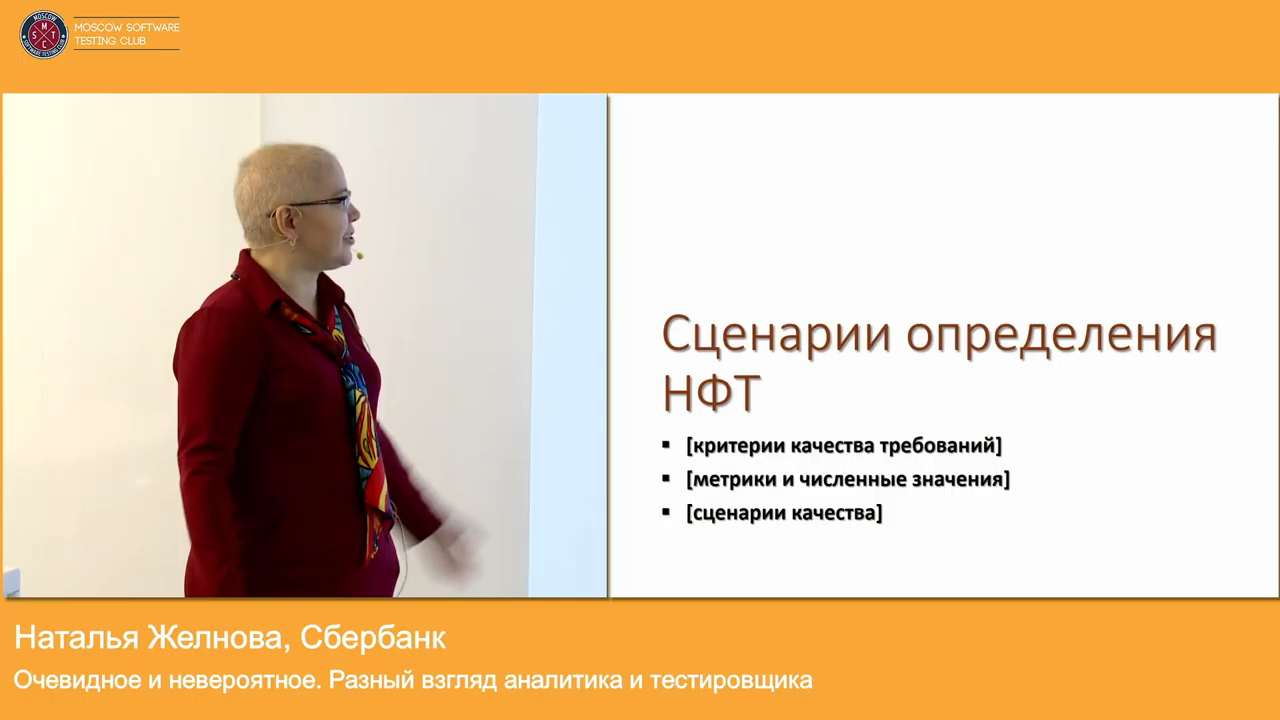 MOSCOW SOFTWARE
TESTING CLUB
Сценарии определения
НФТ
[критерии качества требований]
[метрики и численные значения]
[сценарии качества]
Наталья Желнова, Сбербанк
Очевидное и невероятное. Разный взгляд аналитика и тестировщика